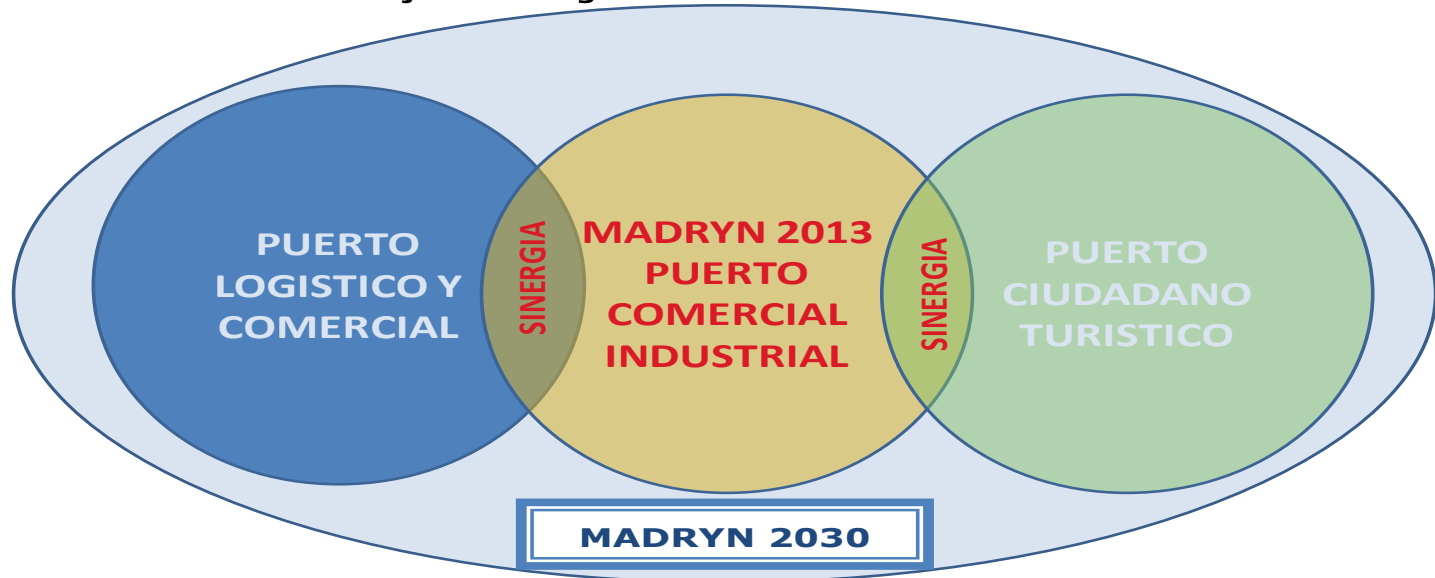 PUERTO
LOGISTICO Y
COMERCIAL
SINERGIA
MADRYN 2013
PUERTO
COMERCIAL
INDUSTRIAL
SINERGIA
PUERTO
CIUDADANO
TURISTICO
MADRYN 2030